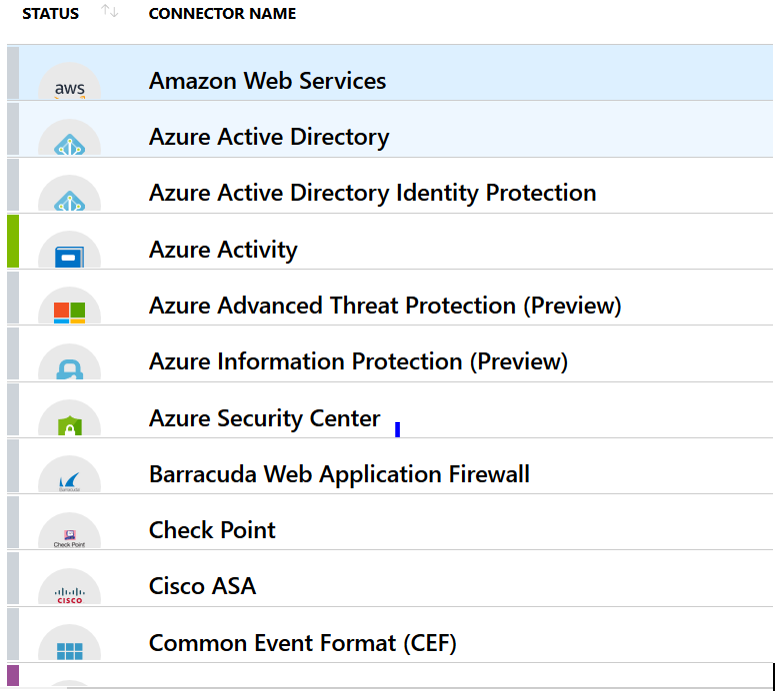 STATUS CONNECTOR NAME
aws Amazon Web Services
Azure Active Directory
Azure Active Directory Identity Protection
Azure Activity
Azure Advanced Threat Protection (Preview)
Azure Information Protection (Preview)
Azure Security Center
Barracuda Web Application Firewall
Check Point Check Point
CISCO Cisco ASA
Common Event Format (CEF)